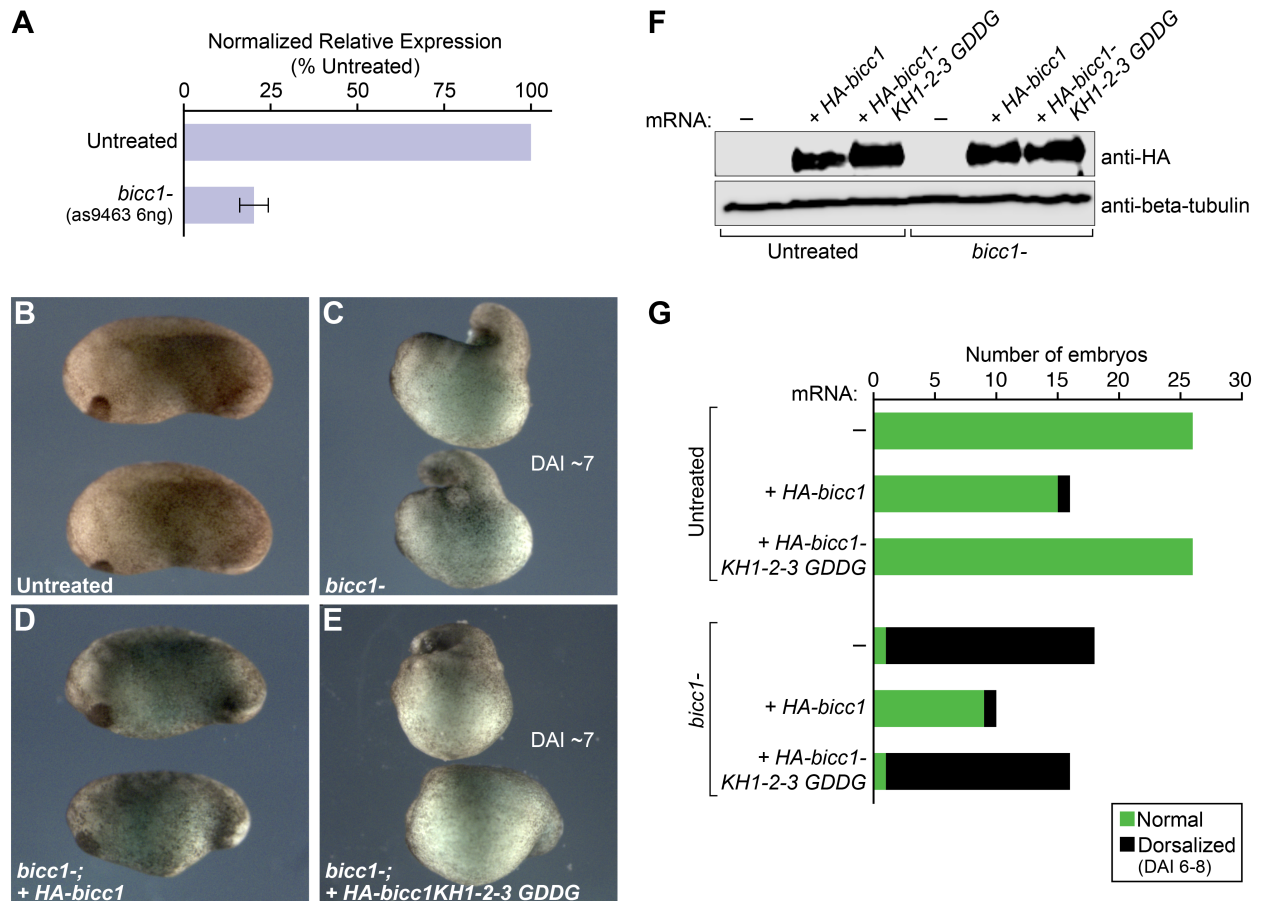 A
Normalized Relative Expression
(% Untreated)
0 25 50 75 100
Untreated
bicc1-
(as9463 6ng)
B
Untreated
C
DAI ~7
bicc1-
D
bicc1-;
+ HA-bicc1
E
DAI ~7
bicc1-;
+ HA-bicc1KH1-2-3 GDDG
F
mRNA: – + HA-bicc1 + HA-bicc1-KH1-2-3 GDDG – + HA-bicc1 + HA-bicc1-KH1-2-3 GDDG
anti-HA
anti-beta-tubulin
Untreated bicc1-
G
Number of embryos
mRNA: 0 5 10 15 20 25 30
Untreated
–
+ HA-bicc1
+ HA-bicc1-
KH1-2-3 GDDG
bicc1-
–
+ HA-bicc1
+ HA-bicc1-
KH1-2-3 GDDG
Normal
Dorsalized
(DAI 6-8)